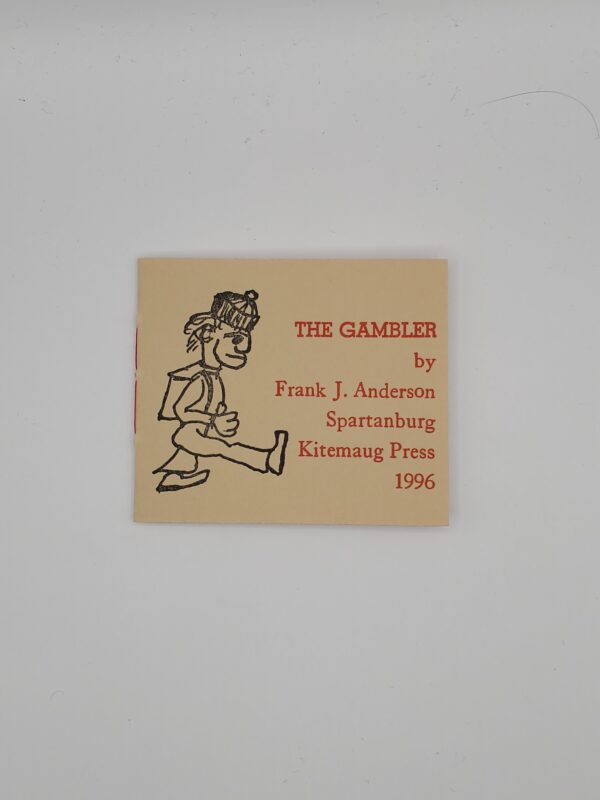 THE GAMBLER
by
Frank J. Anderson
Spartanburg
Kitemaug Press
1996